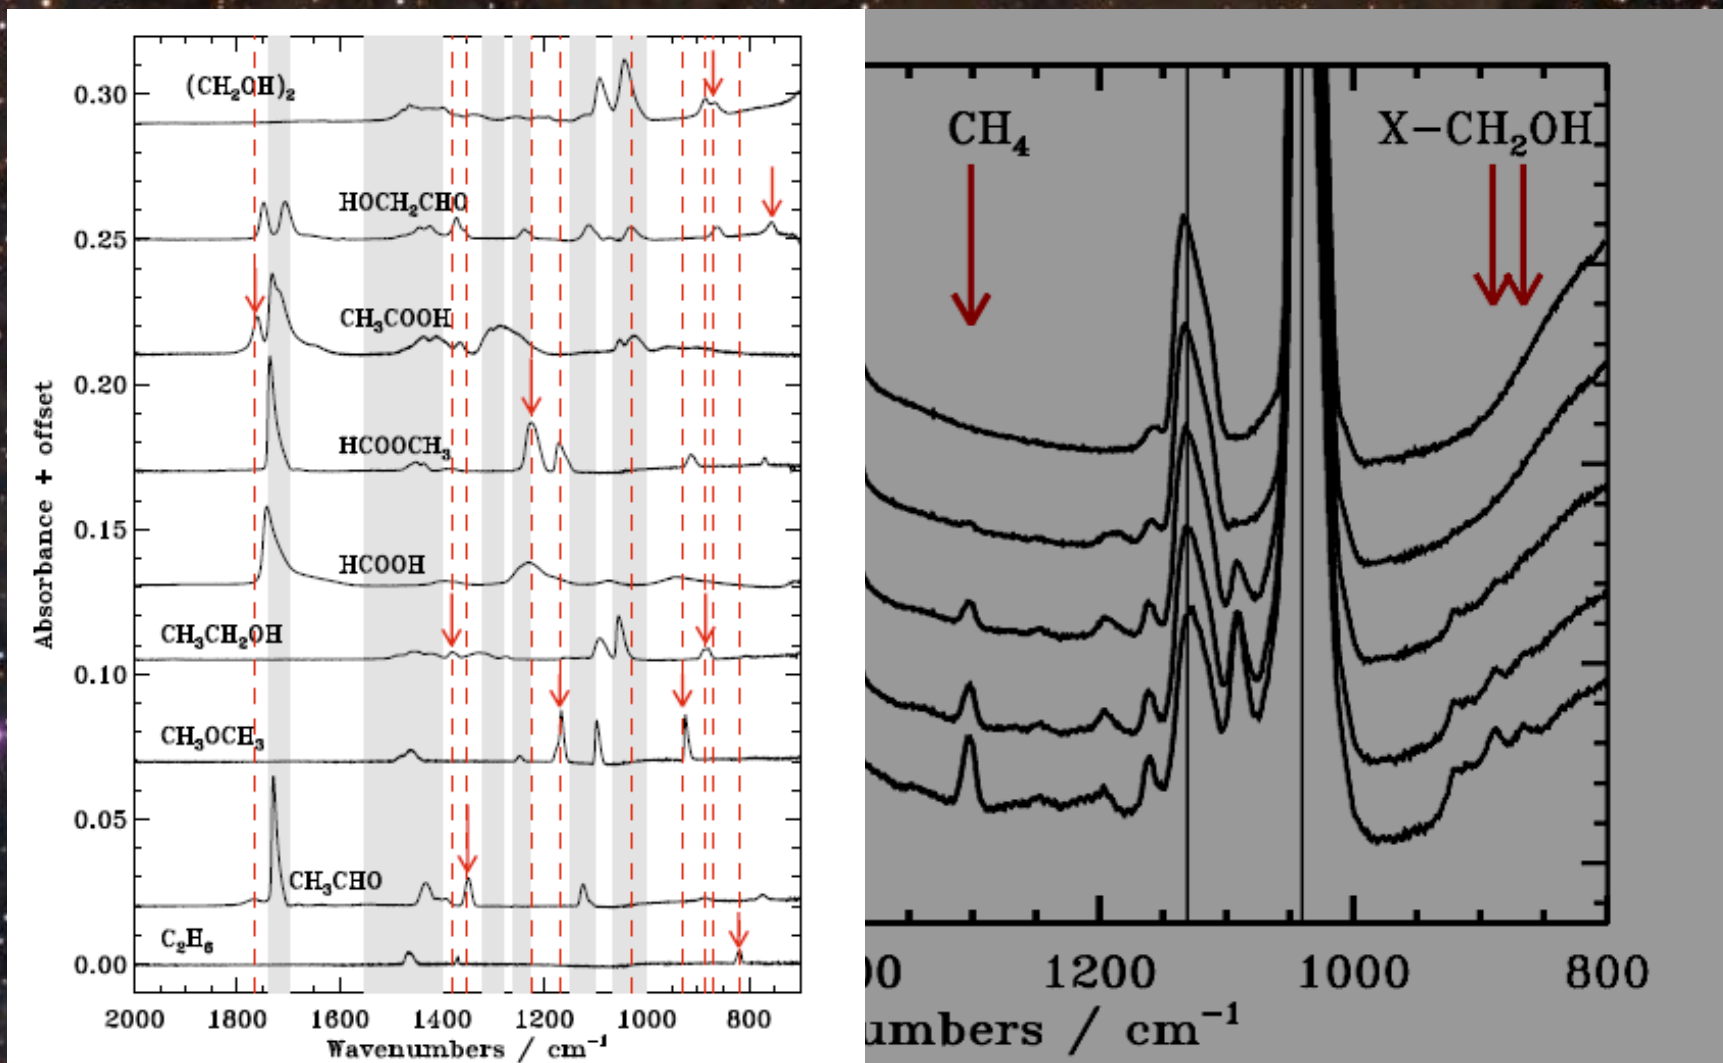 (CH₂OH)₂
HOCH₂CHO
CH₃COOH
HCOOCH₃
HCOOH
CH₃CH₂OH
CH₃OCH₃
CH₃CHO
C₂H₆
0.30
0.25
0.20
0.15
0.10
0.05
0.00
Absorbance + offset
2000 1800 1600 1400 1200 1000 800
Wavenumbers / cm⁻¹
CH₄
X−CH₂OH
00 1200 1000 800
umbers / cm⁻¹